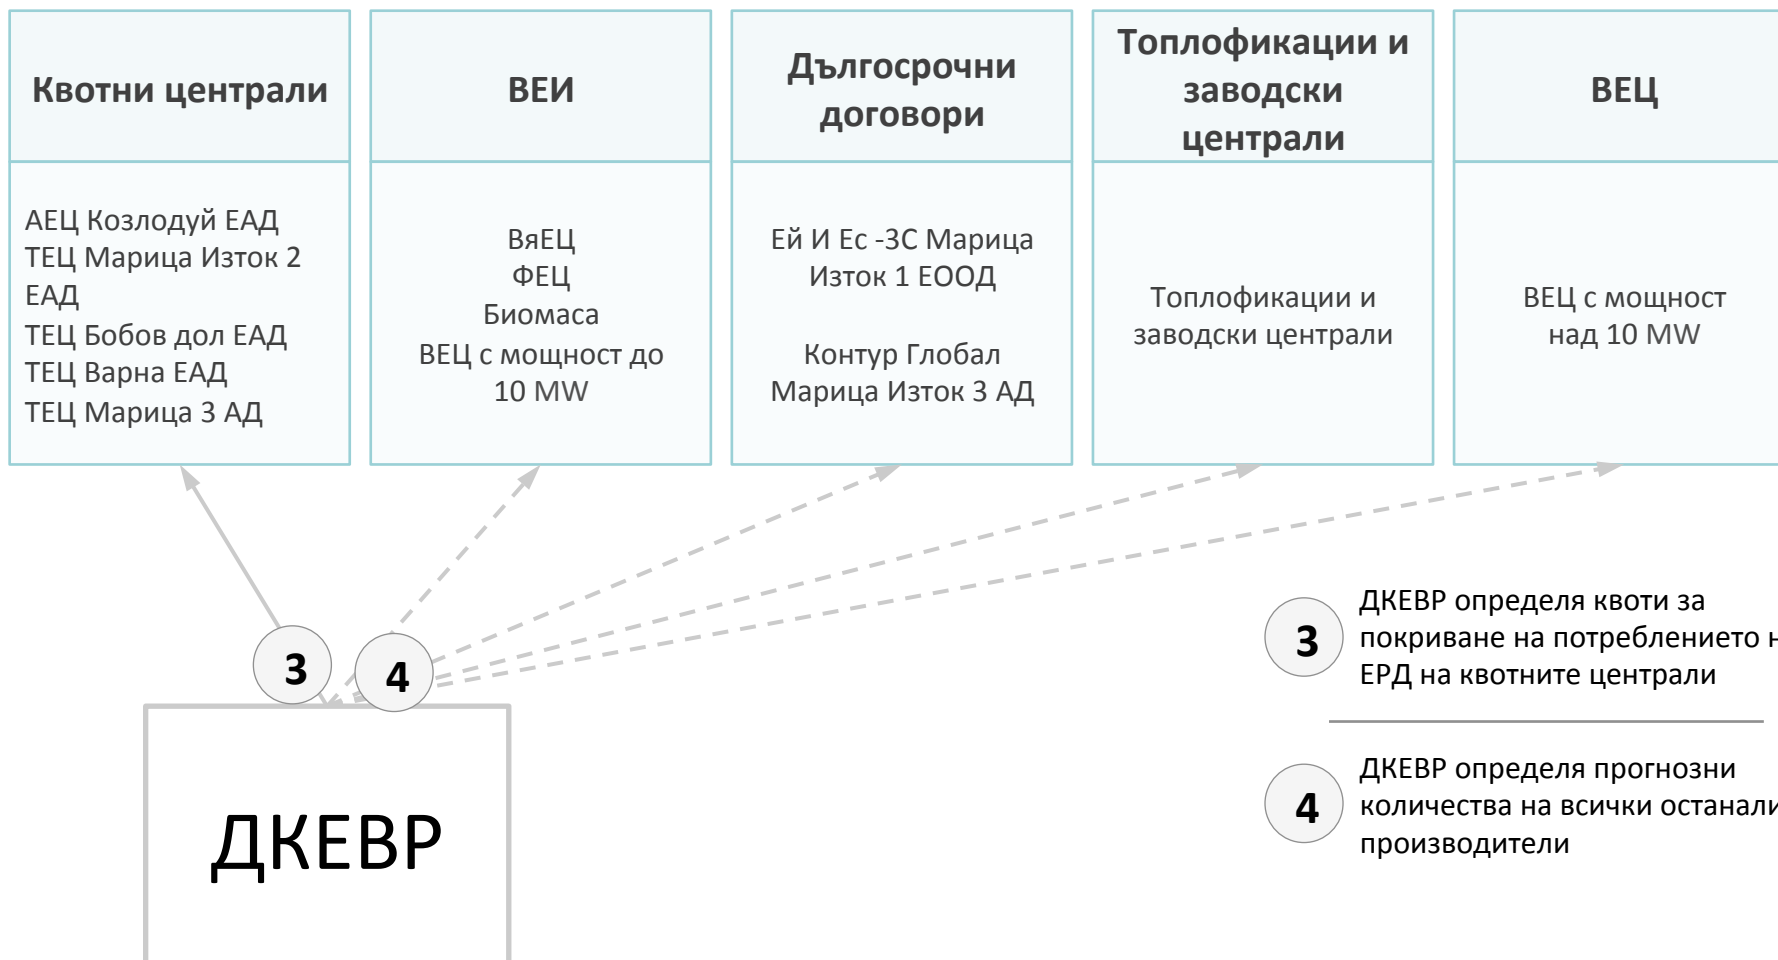 Квотни централи
АЕЦ Козлодуй ЕАД
ТЕЦ Марица Изток 2
ЕАД
ТЕЦ Бобов дол ЕАД
ТЕЦ Варна ЕАД
ТЕЦ Марица 3 АД
ВЕИ
ВяЕЦ
ФЕЦ
Биомаса
ВЕЦ с мощност до
10 MW
Дългосрочни
договори
Ей И Ес -3С Марица
Изток 1 ЕООД
Контур Глобал
Марица Изток 3 АД
Топлофикации и
заводски
централи
Топлофикации и
заводски централи
ВЕЦ
ВЕЦ с мощност
над 10 MW
3
4
ДКЕВР
3
ДКЕВР определя квоти за
покриване на потреблението
ЕРД на квотните централи
4
ДКЕВР определя прогнозни
количества на всички останали
производители